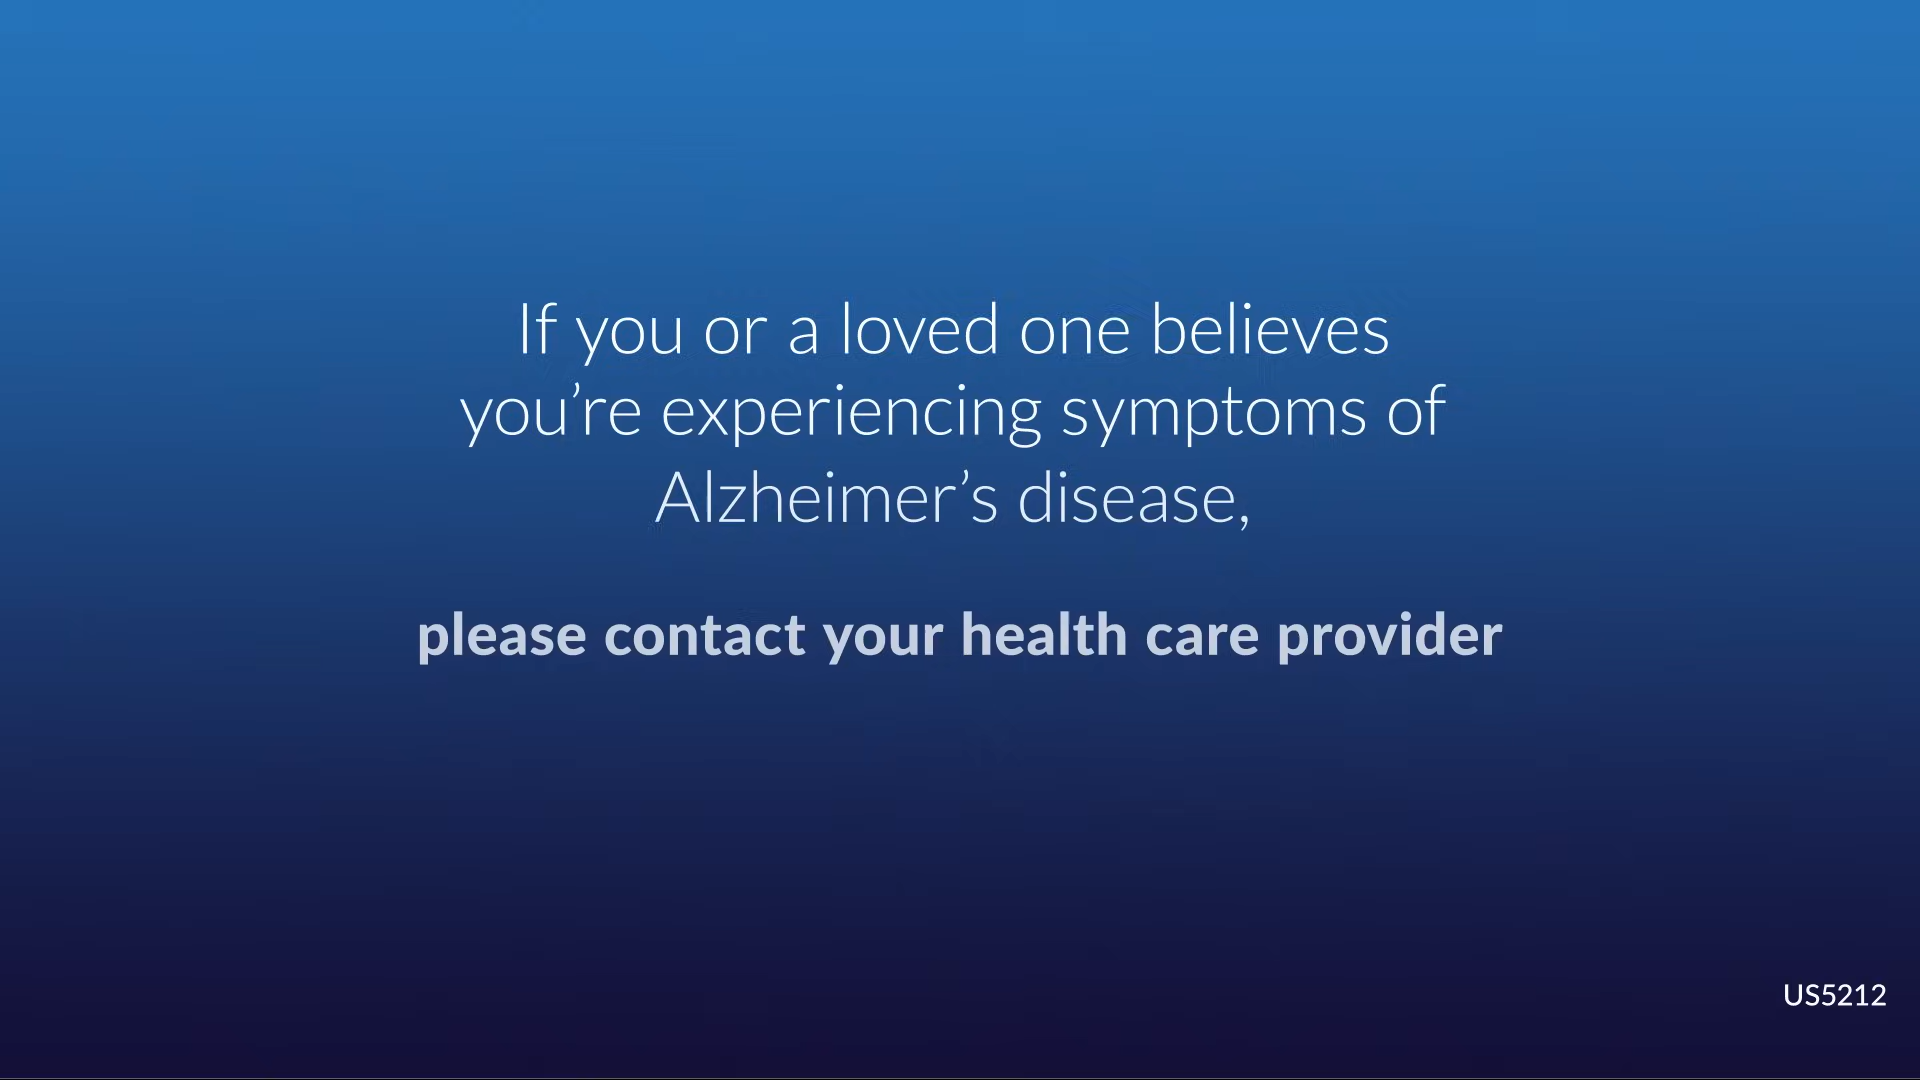 If you or a loved one believes
you’re experiencing symptoms of
Alzheimer’s disease,
please contact your health care provider
US5212